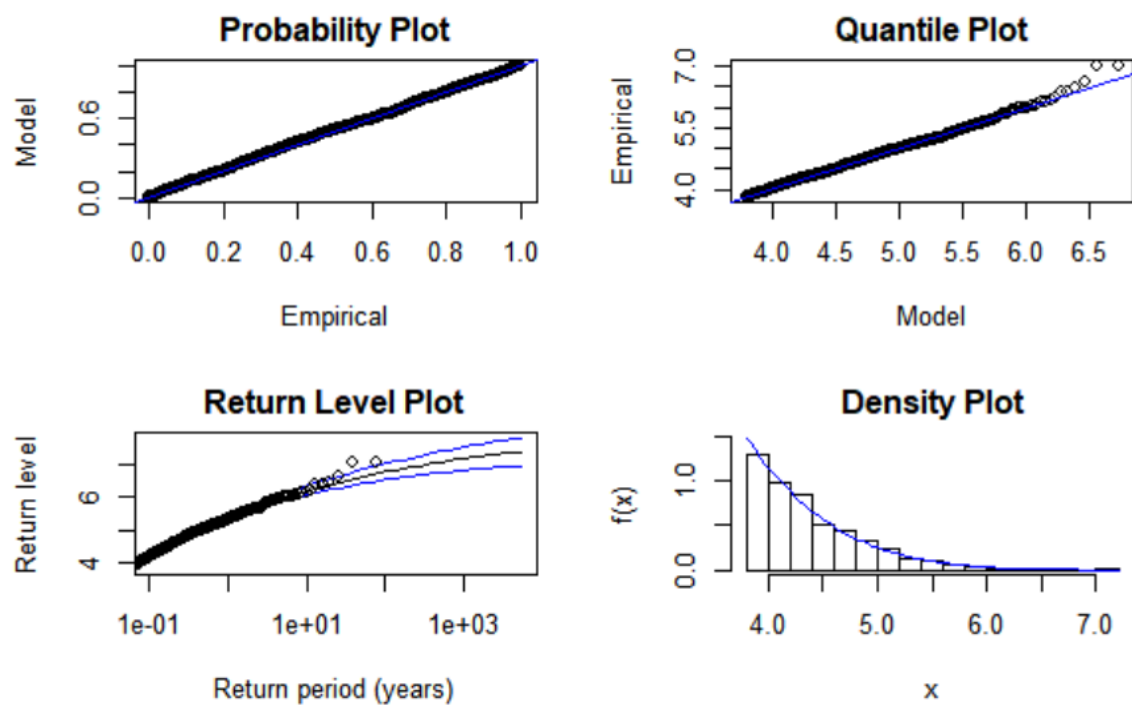 Probability Plot
Model
0.0 0.6
0.0 0.2 0.4 0.6 0.8 1.0
Empirical
Quantile Plot
Empirical
4.0 5.5 7.0
4.0 4.5 5.0 5.5 6.0 6.5
Model
Return Level Plot
Return level
4 6
1e-01 1e+01 1e+03
Return period (years)
Density Plot
f(x)
0.0 1.0
4.0 5.0 6.0 7.0
x